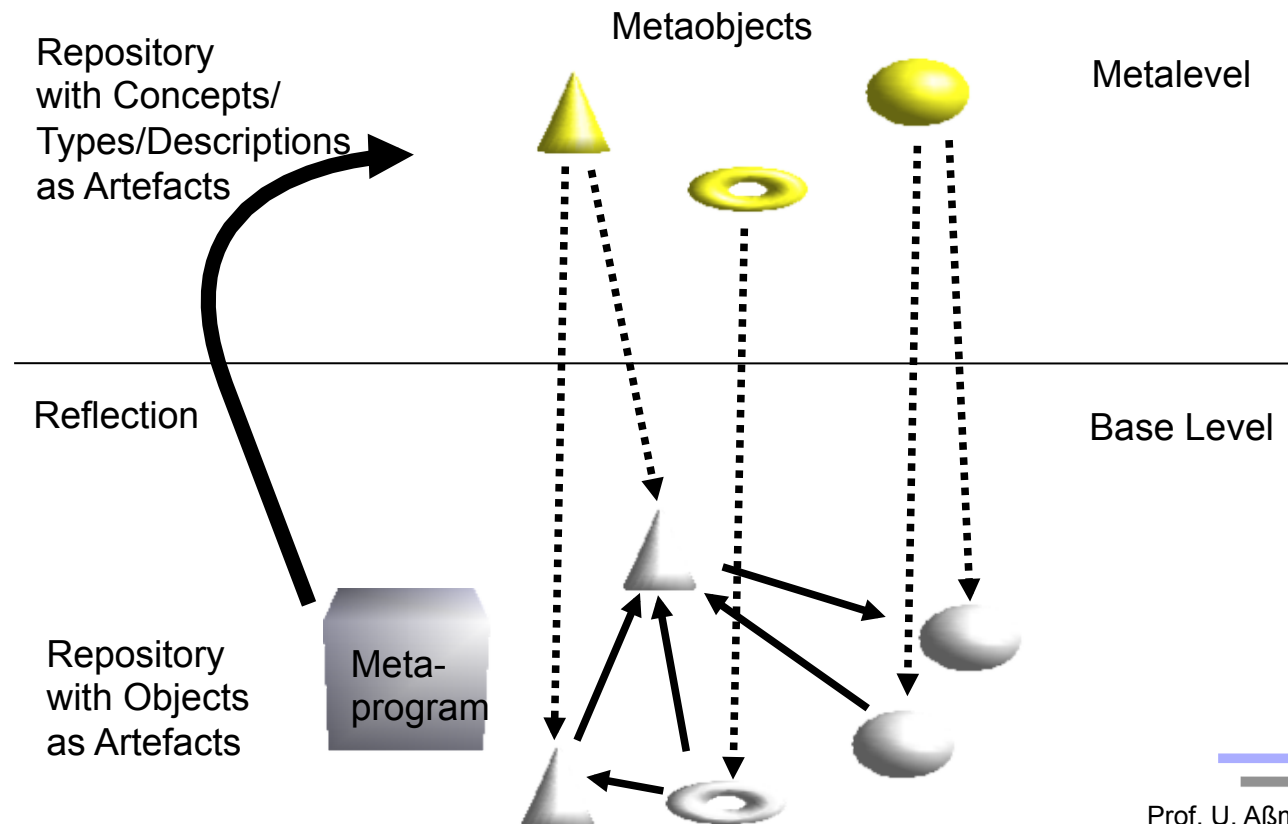 Metaobjects
Repository
with Concepts/
Types/Descriptions
as Artefacts
Metalevel
Reflection
Base Level
Meta-
program
Repository
with Objects
as Artefacts
Prof. U.